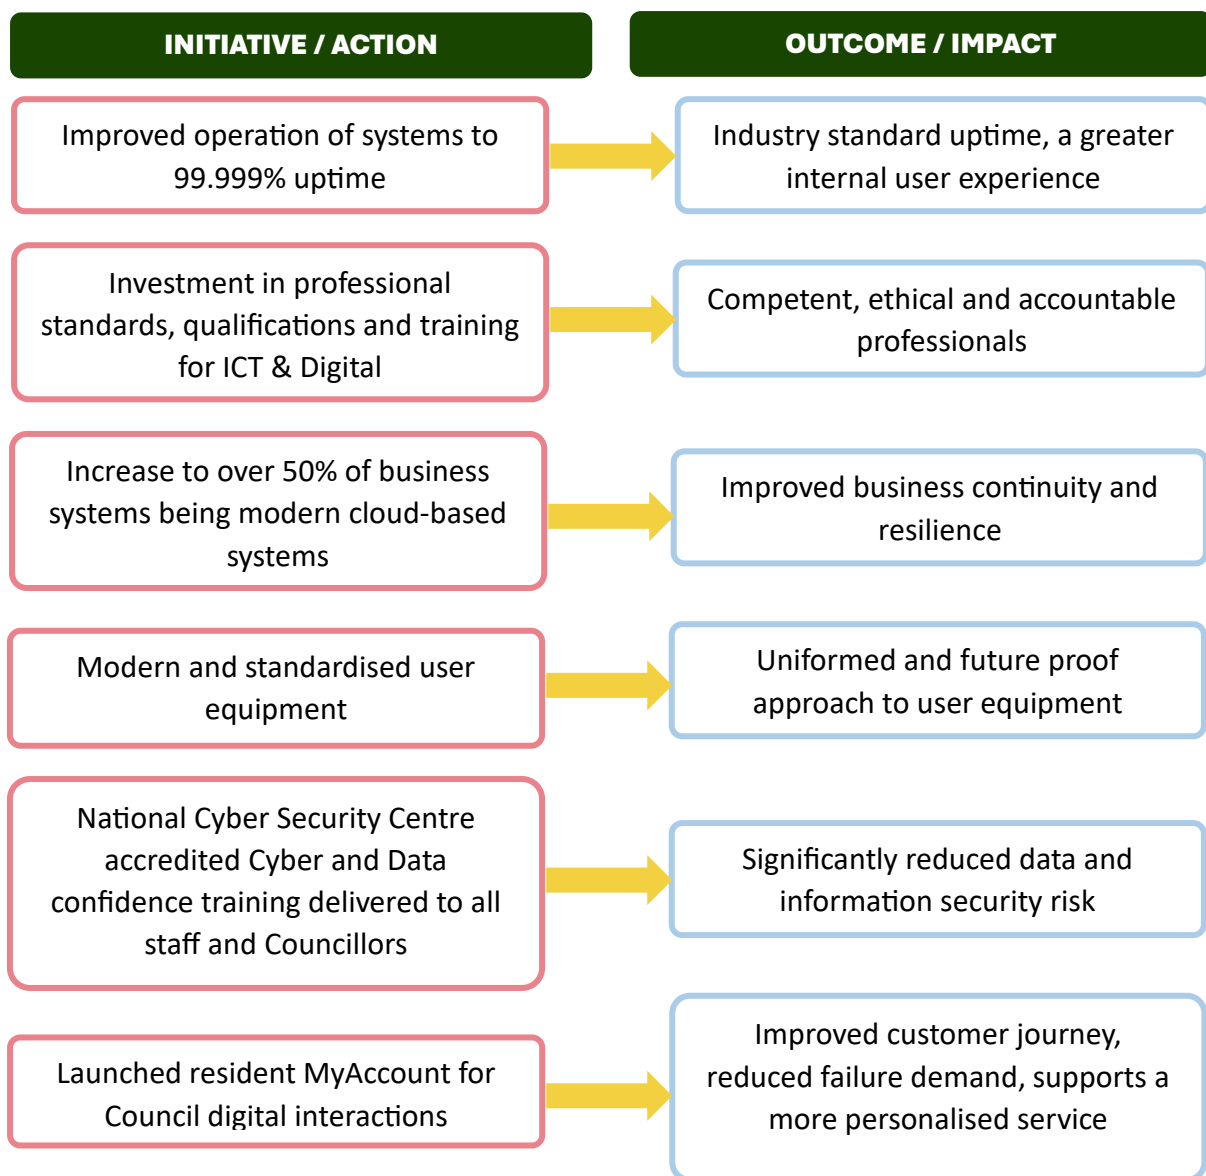 INITIATIVE / ACTION
OUTCOME / IMPACT
Improved operation of systems to
99.999% uptime
Industry standard uptime, a greater
internal user experience
Investment in professional
standards, qualifications and training
for ICT & Digital
Competent, ethical and accountable
professionals
Increase to over 50% of business
systems being modern cloud-based
systems
Improved business continuity and
resilience
Modern and standardised user
equipment
Uniformed and future proof
approach to user equipment
National Cyber Security Centre
accredited Cyber and Data
confidence training delivered to all
staff and Councillors
Significantly reduced data and
information security risk
Launched resident MyAccount for
Council digital interactions
Improved customer journey,
reduced failure demand, supports a
more personalised service